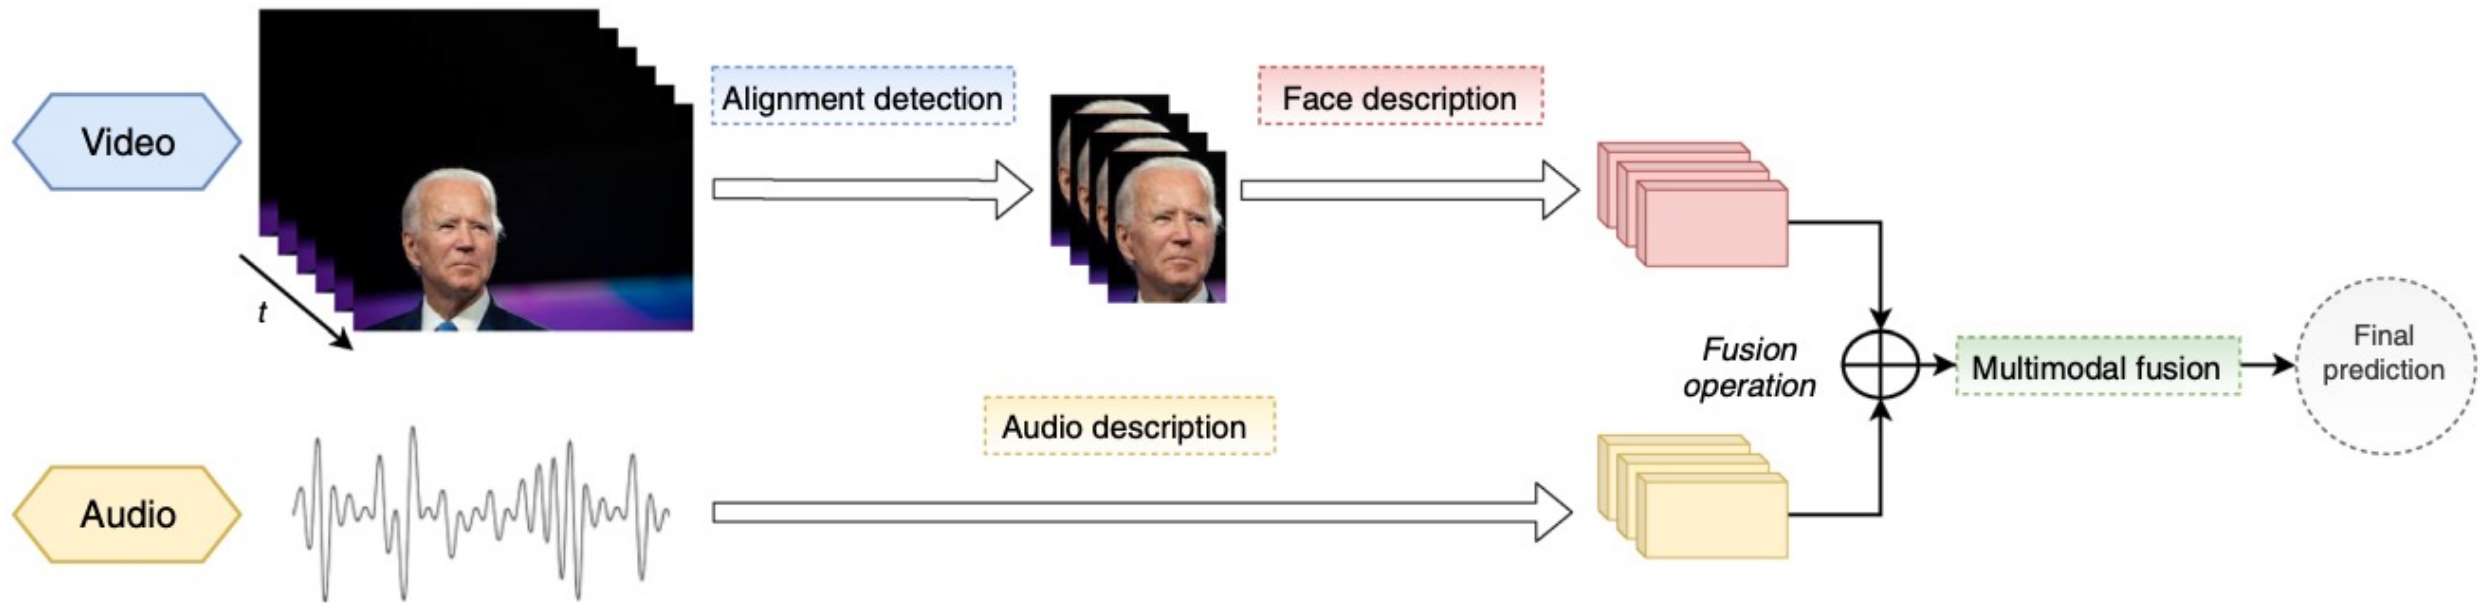 Video
t
Alignment detection
Face description
Audio
Audio description
Fusion
operation
Multimodal fusion
Final
prediction